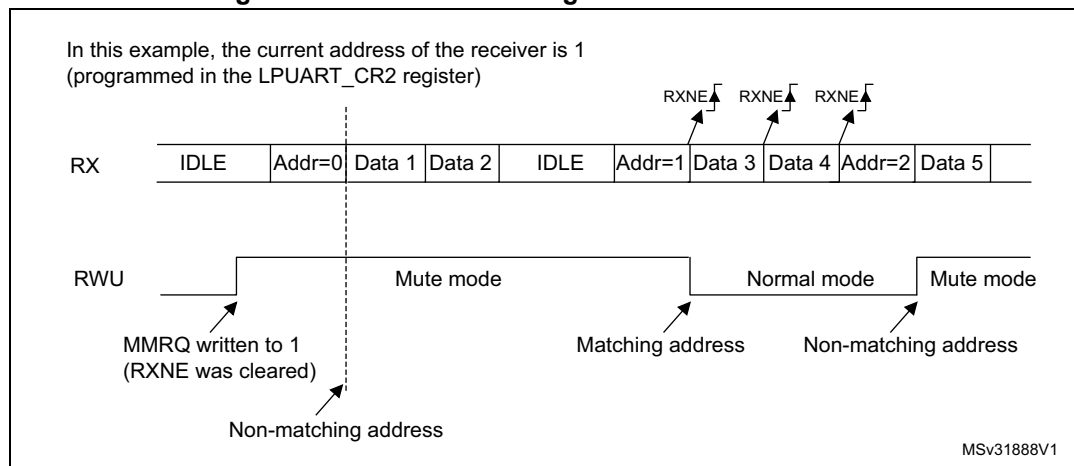 In this example, the current address of the receiver is 1
(programmed in the LPUART_CR2 register)
RXNE RXNE RXNE
RX IDLE Addr=0 Data 1 Data 2 IDLE Addr=1 Data 3 Data 4 Addr=2 Data 5
RWU Mute mode Normal mode Mute mode
MMRQ written to 1 Matching address Non-matching address
(RXNE was cleared)
Non-matching address
MSv31888V1